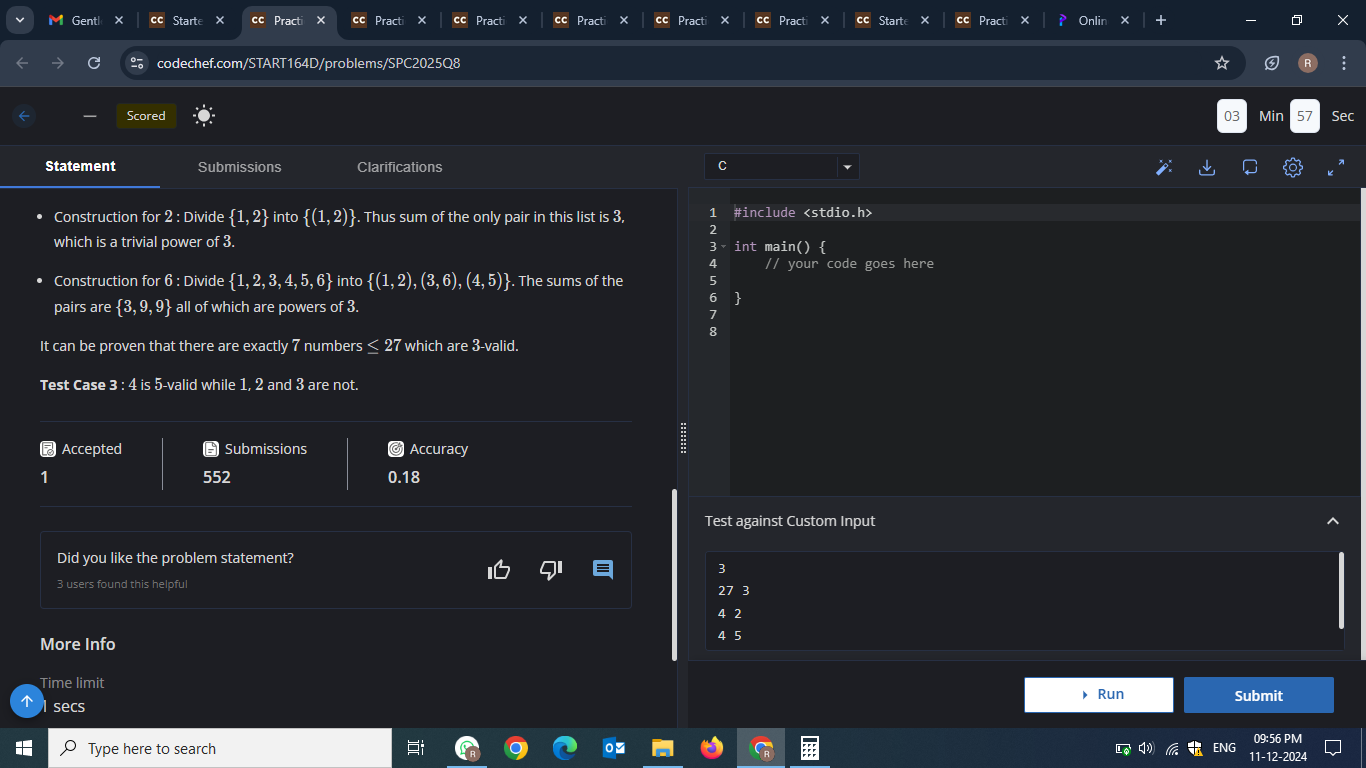 Gentl
Starte
Practi
Practi
Practi
Practi
Practi
Practi
Starte
Practi
Onlin
codechef.com/START164D/problems/SPC2025Q8
R
Scored
03 Min 57 Sec
Statement Submissions Clarifications
• Construction for 2 : Divide {1, 2} into {(1, 2)}. Thus sum of the only pair in this list is 3,
which is a trivial power of 3.
• Construction for 6 : Divide {1, 2, 3, 4, 5, 6} into {(1, 2), (3, 6), (4, 5)}. The sums of the
pairs are {3, 9, 9} all of which are powers of 3.
It can be proven that there are exactly 7 numbers ≤ 27 which are 3-valid.
Test Case 3 : 4 is 5-valid while 1, 2 and 3 are not.
Accepted
1
Submissions
552
Accuracy
0.18
Did you like the problem statement?
3 users found this helpful
More Info
Time limit
1 secs
C
1 #include <stdio.h>
2
3 int main() {
4 // your code goes here
5
6 }
7
8
Test against Custom Input
3
27 3
4 2
4 5
Run
Submit
Type here to search
ENG
09:56 PM
11-12-2024